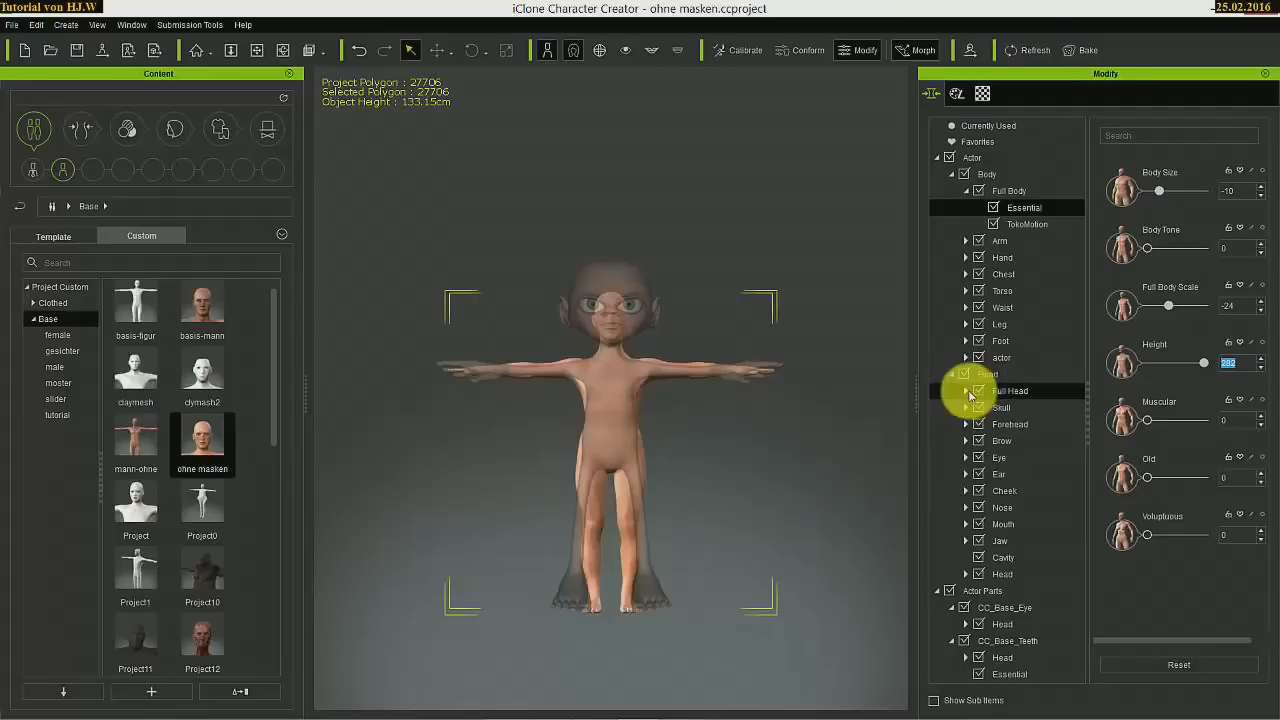 Tutorial von HJ.W
iClone Character Creator - ohne masken.ccproject
-25.02.2016
File Edit Create View Window Submission Tools Help
Calibrate Conform Modify Morph Refresh Bake
Content
Base
Template Custom
Search
Project Custom
Clothed
Base
female
gesichter
male
moster
slider
tutorial
basis-figur basis-mann
claymesh clymash2
mann-ohne ohne masken
Project Project0
Project1 Project10
Project11 Project12
Project Polygon : 27706
Selected Polygon : 27706
Object Height : 133.15cm
Modify
Currently Used
Favorites
Actor
Body
Full Body
Essential
TokoMotion
Arm
Hand
Chest
Torso
Waist
Leg
Foot
actor
Head
Full Head
Skull
Forehead
Brow
Eye
Ear
Cheek
Nose
Mouth
Jaw
Cavity
Head
Actor Parts
CC_Base_Eye
Head
CC_Base_Teeth
Head
Essential
Show Sub Items
Search
Body Size
-10
Body Tone
0
Full Body Scale
-24
Height
282
Muscular
0
Old
0
Voluptuous
0
Reset